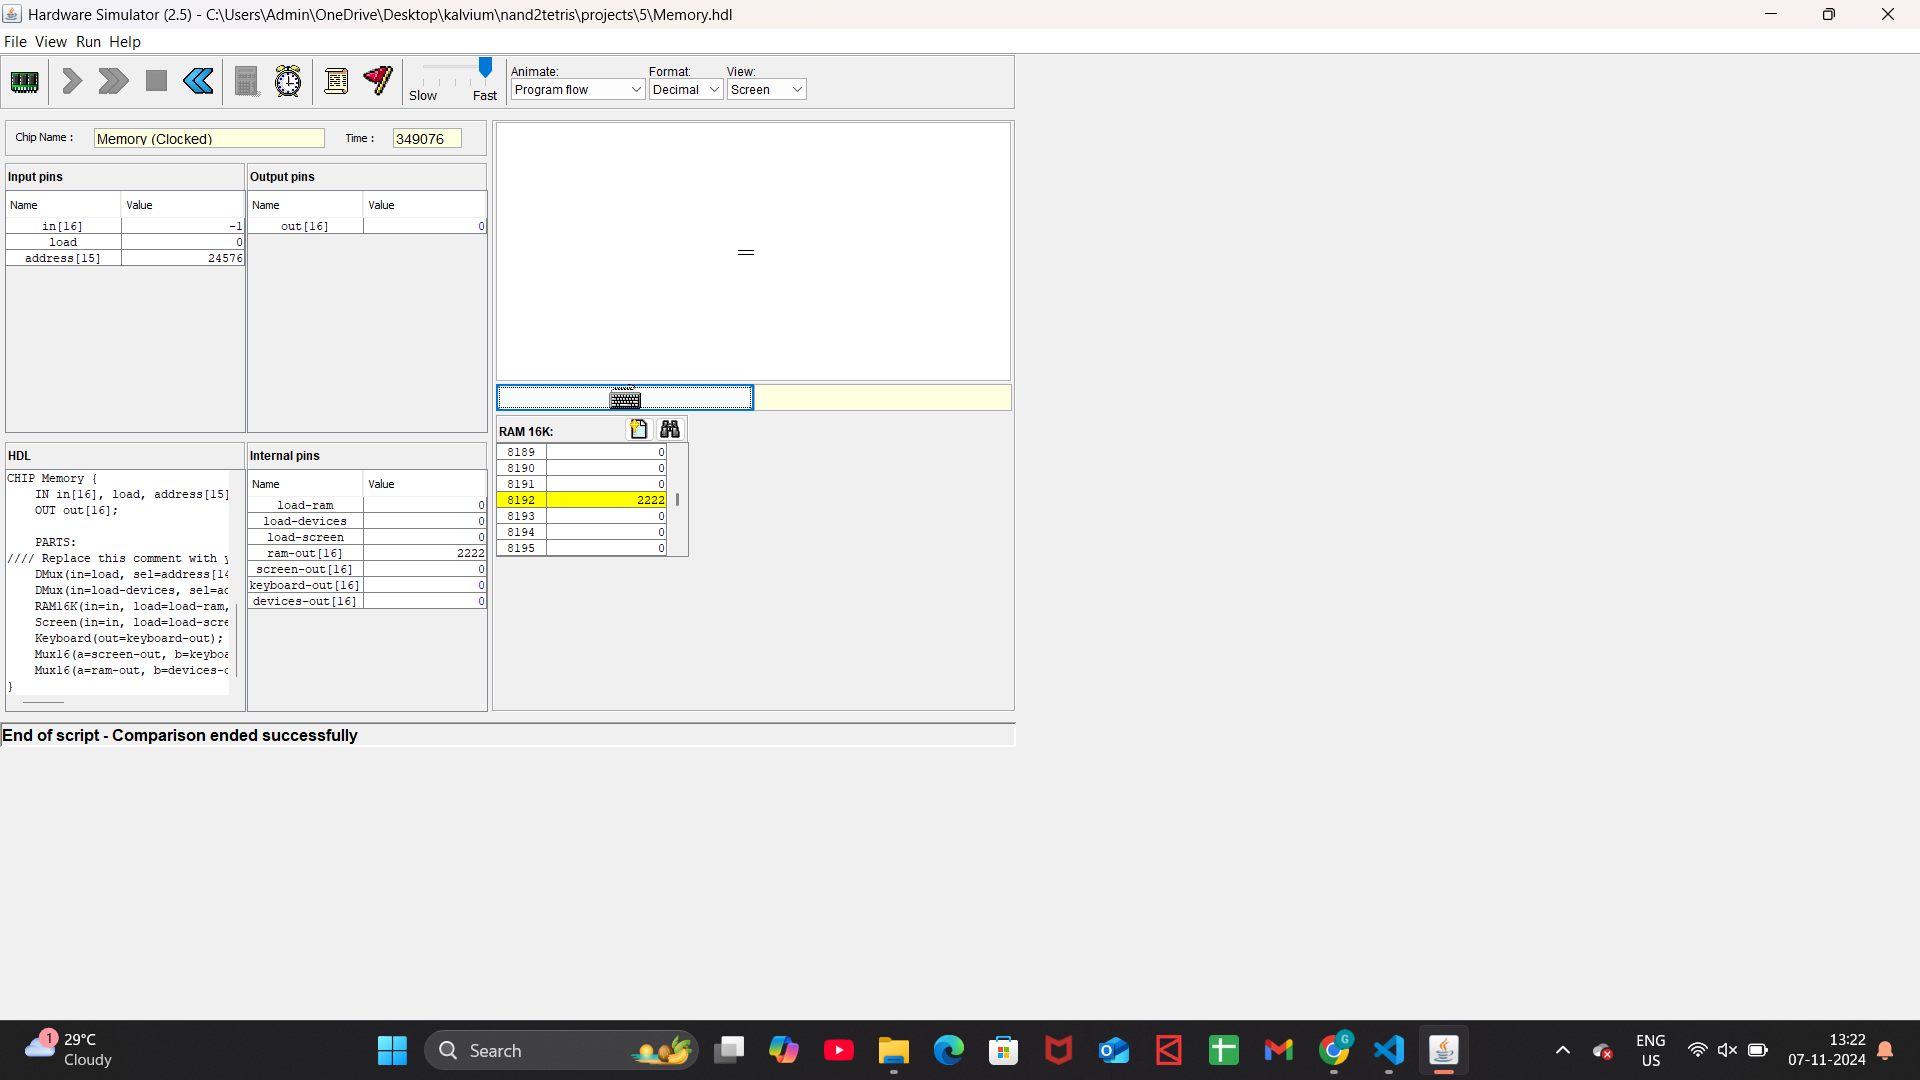 Hardware Simulator (2.5) - C:\Users\Admin\OneDrive\Desktop\kalvium\nand2tetris\projects\5\Memory.hdl
File View Run Help
Slow Fast
Animate: Format: View:
Program flow Decimal Screen
Chip Name : Memory (Clocked) Time : 349076
Input pins
Name Value
in[16] -1
load 0
address[15] 24576
Output pins
Name Value
out[16] 0
HDL
CHIP Memory {
IN in[16], load, address[15]
OUT out[16];
PARTS:
//// Replace this comment with y
DMux(in=load, sel=address[14
DMux(in=load-devices, sel=ad
RAM16K(in=in, load=load-ram,
Screen(in=in, load=load-scre
Keyboard(out=keyboard-out);
Mux16(a=screen-out, b=keyboa
Mux16(a=ram-out, b=devices-o
}
Internal pins
Name Value
load-ram 0
load-devices 0
load-screen 0
ram-out[16] 2222
screen-out[16] 0
keyboard-out[16] 0
devices-out[16] 0
RAM 16K:
8189 0
8190 0
8191 0
8192 2222
8193 0
8194 0
8195 0
End of script - Comparison ended successfully
1
29°C
Cloudy
Search
G
ENG
US
13:22
07-11-2024